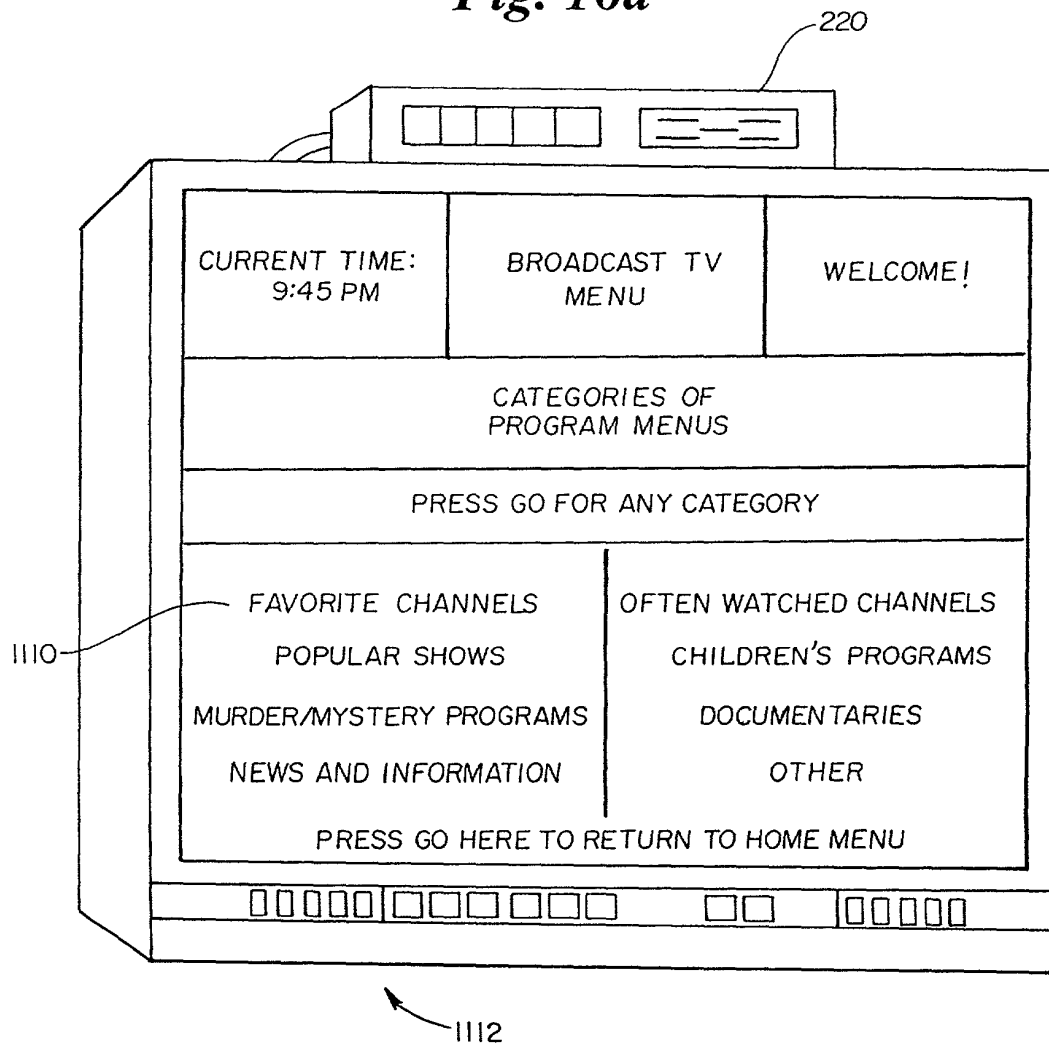 Fig. 16a
220
CURRENT TIME:
9:45 PM
BROADCAST TV
MENU
WELCOME!
CATEGORIES OF
PROGRAM MENUS
PRESS GO FOR ANY CATEGORY
FAVORITE CHANNELS
OFTEN WATCHED CHANNELS
1110
POPULAR SHOWS
CHILDREN'S PROGRAMS
MURDER/MYSTERY PROGRAMS
DOCUMENTARIES
NEWS AND INFORMATION
OTHER
PRESS GO HERE TO RETURN TO HOME MENU
1112